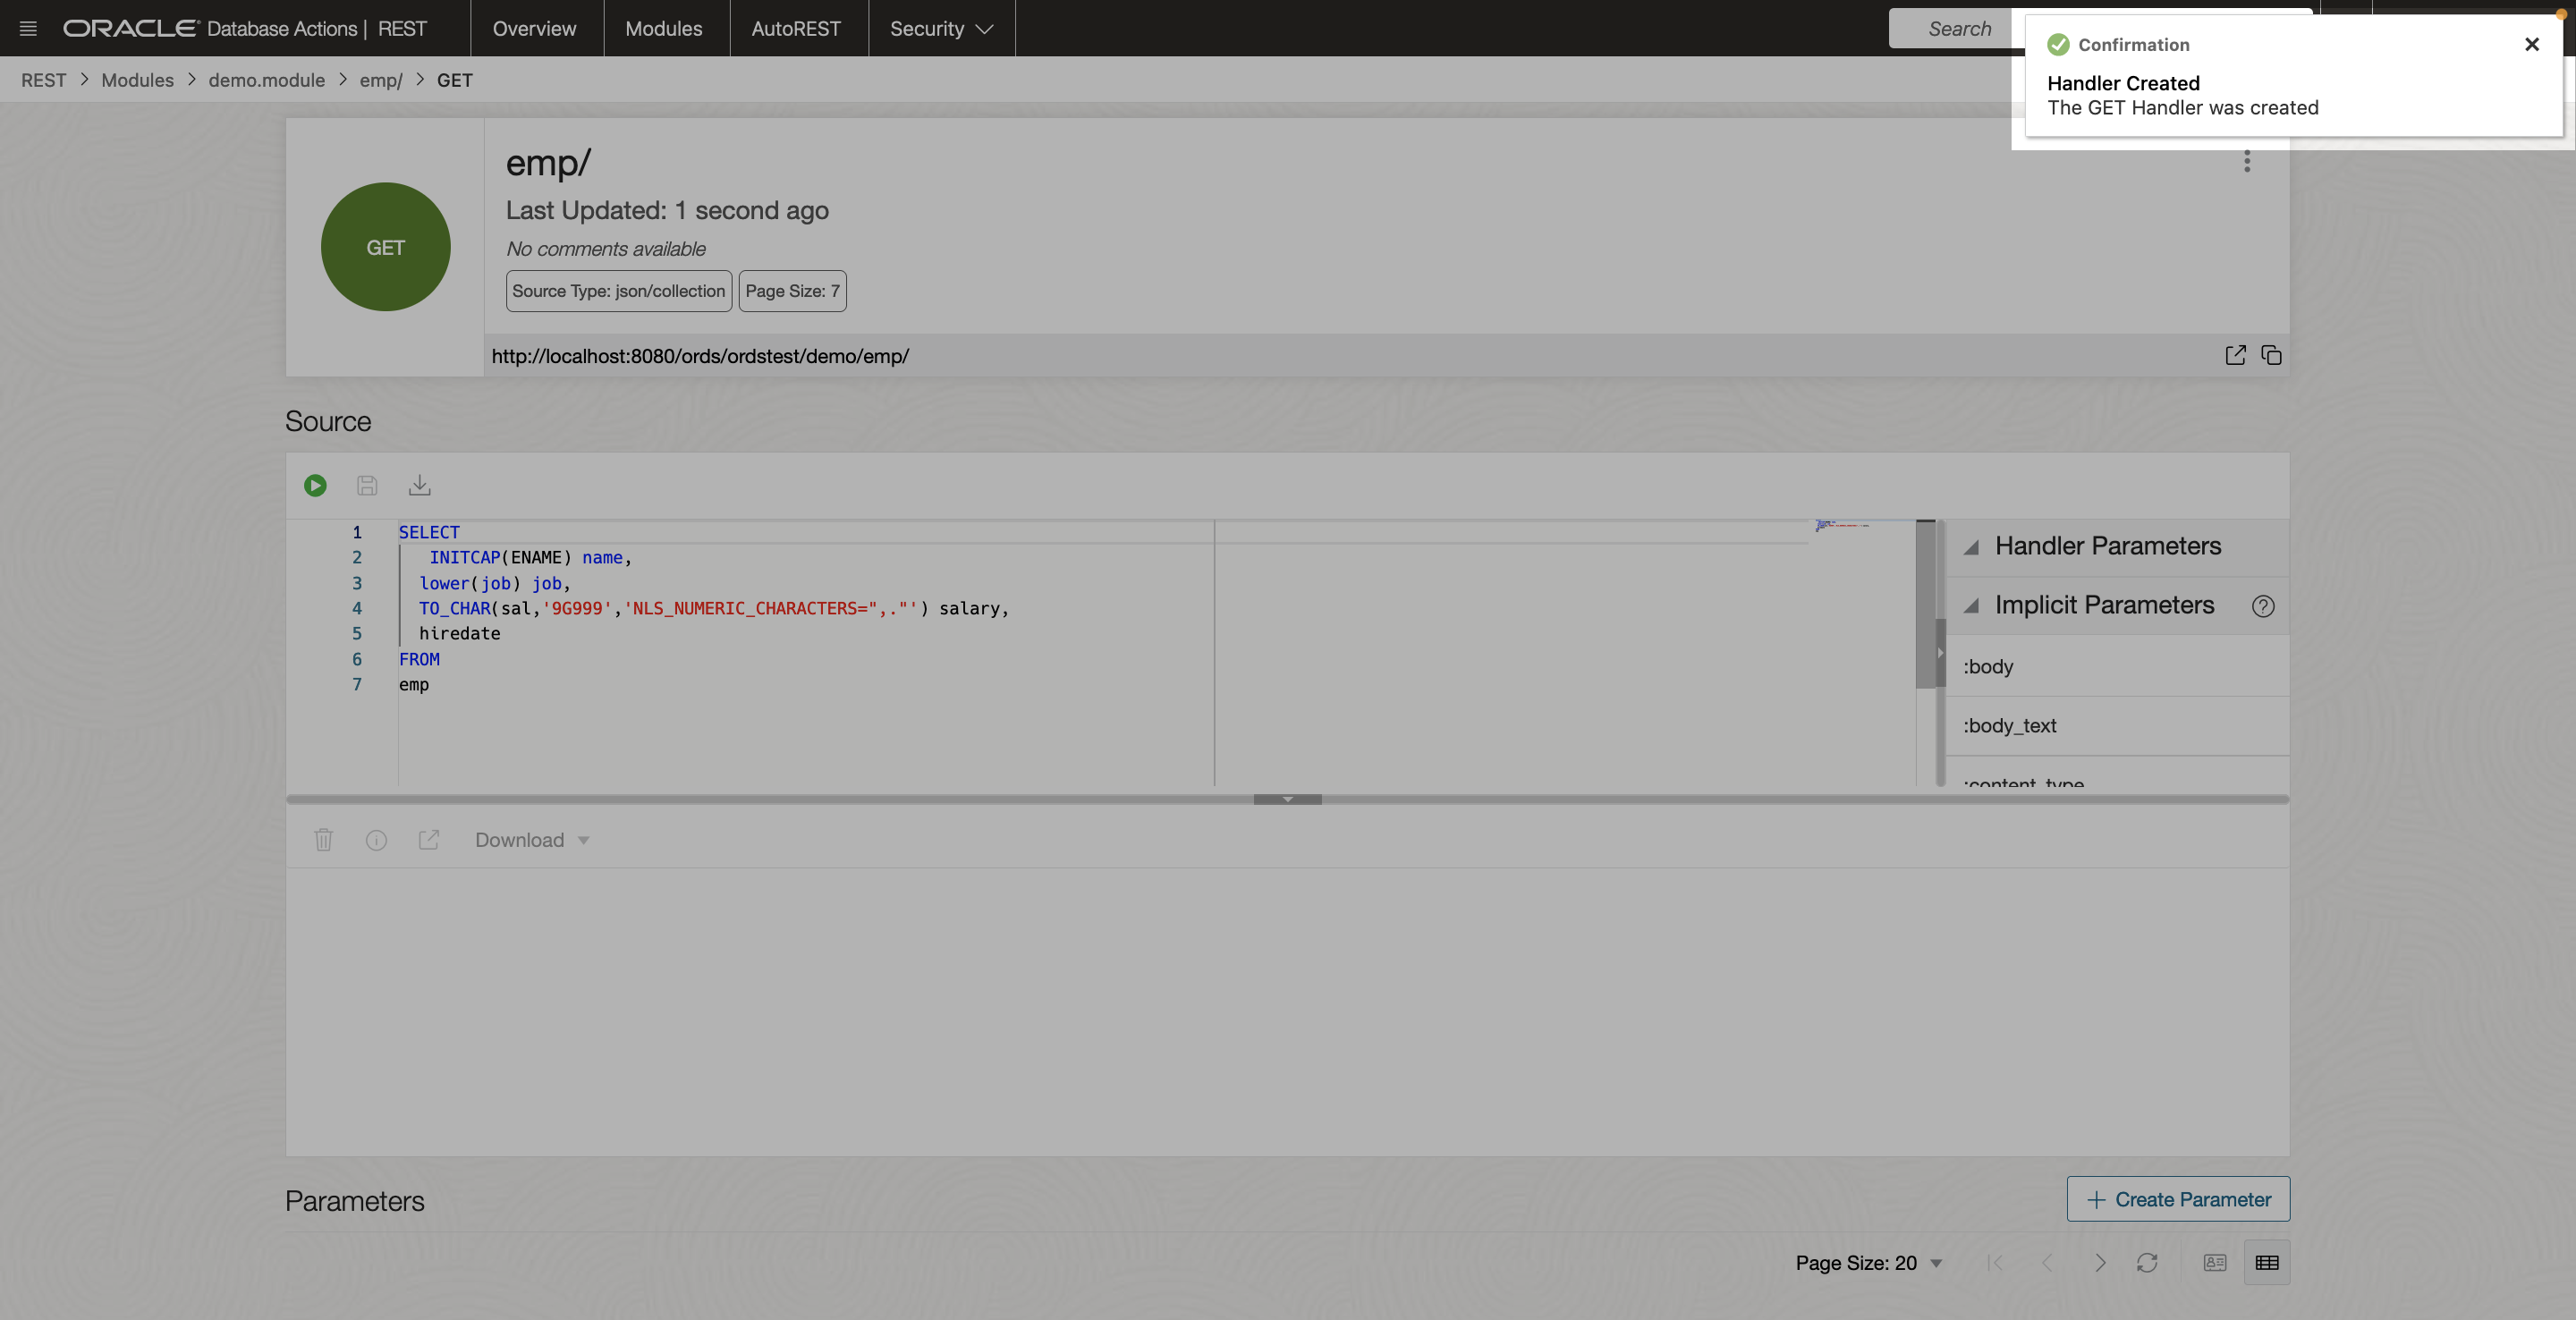 ORACLE Database Actions | REST
Overview
Modules
AutoREST
Security
Search
Confirmation
Handler Created
The GET Handler was created
REST > Modules > demo.module > emp/ > GET
GET
emp/
Last Updated: 1 second ago
No comments available
Source Type: json/collection
Page Size: 7
http://localhost:8080/ords/ordstest/demo/emp/
Source
1 SELECT
2 INITCAP(ENAME) name,
3 lower(job) job,
4 TO_CHAR(sal,'9G999','NLS_NUMERIC_CHARACTERS=",."') salary,
5 hiredate
6 FROM
7 emp
Handler Parameters
Implicit Parameters
:body
:body_text
:content_type
Download
Parameters
Create Parameter
Page Size: 20